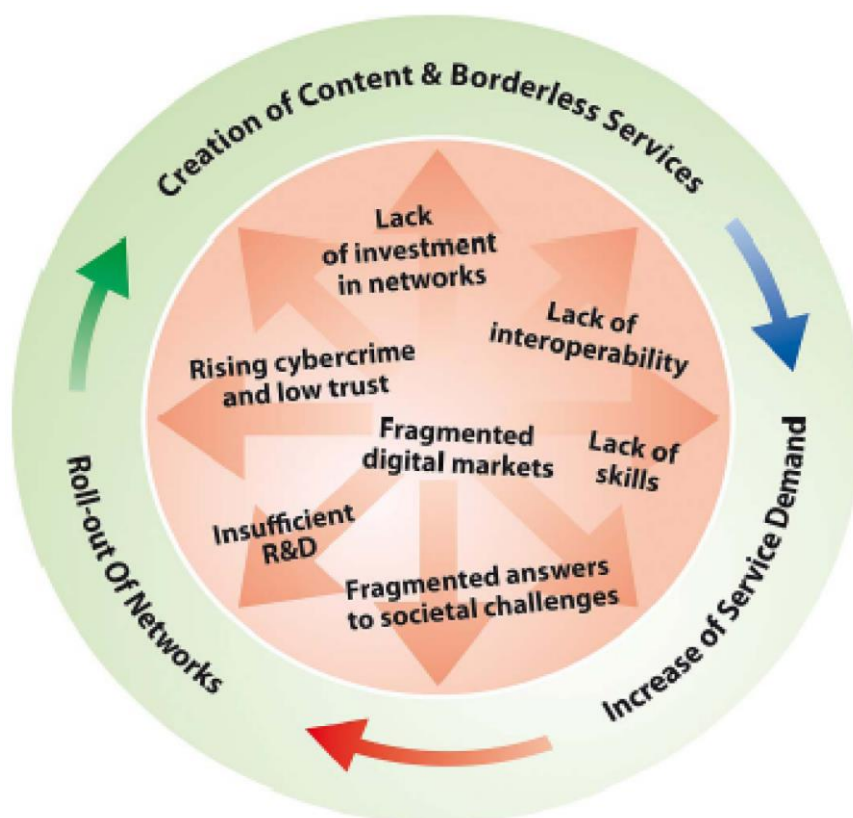 Creation of Content & Borderless Services
Lack
of investment
in networks
Lack of
interoperability
Rising cybercrime
and low trust
Fragmented
digital markets
Lack of
skills
Insufficient
R&D
Fragmented answers
to societal challenges
Roll-out Of Networks
Increase of Service Demand